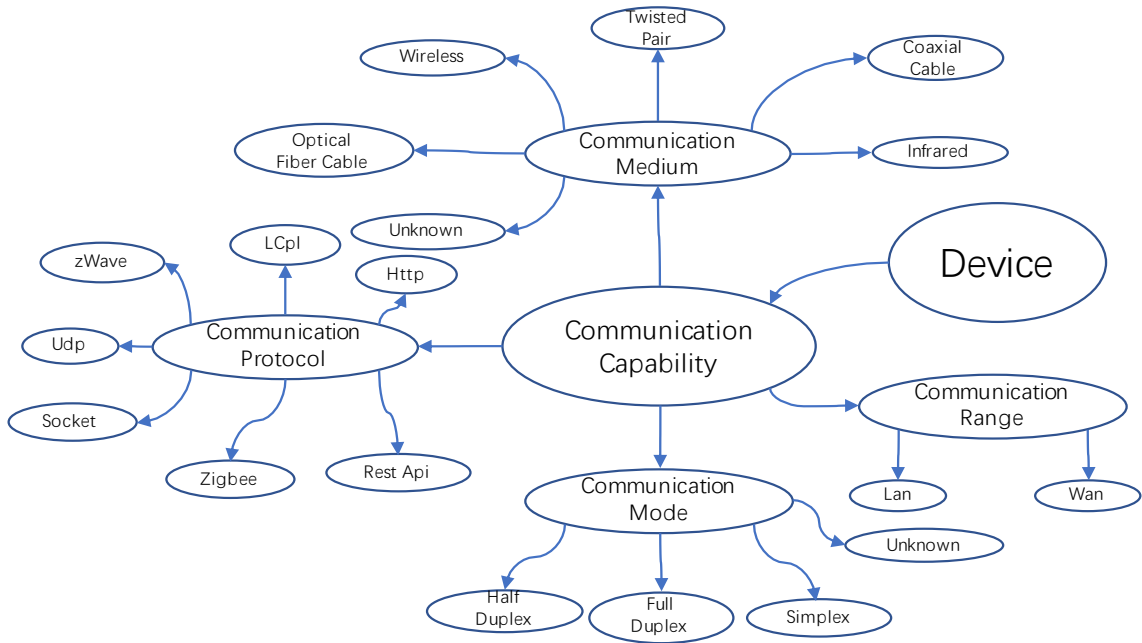 Twisted
Pair
Wireless
Coaxial
Cable
Optical
Fiber Cable
Communication
Medium
Infrared
Unknown
LCpI
zWave
Http
Device
Communication
Protocol
Communication
Capability
Udp
Socket
Communication
Range
Zigbee
Rest Api
Communication
Mode
Lan
Wan
Unknown
Half
Duplex
Full
Duplex
Simplex